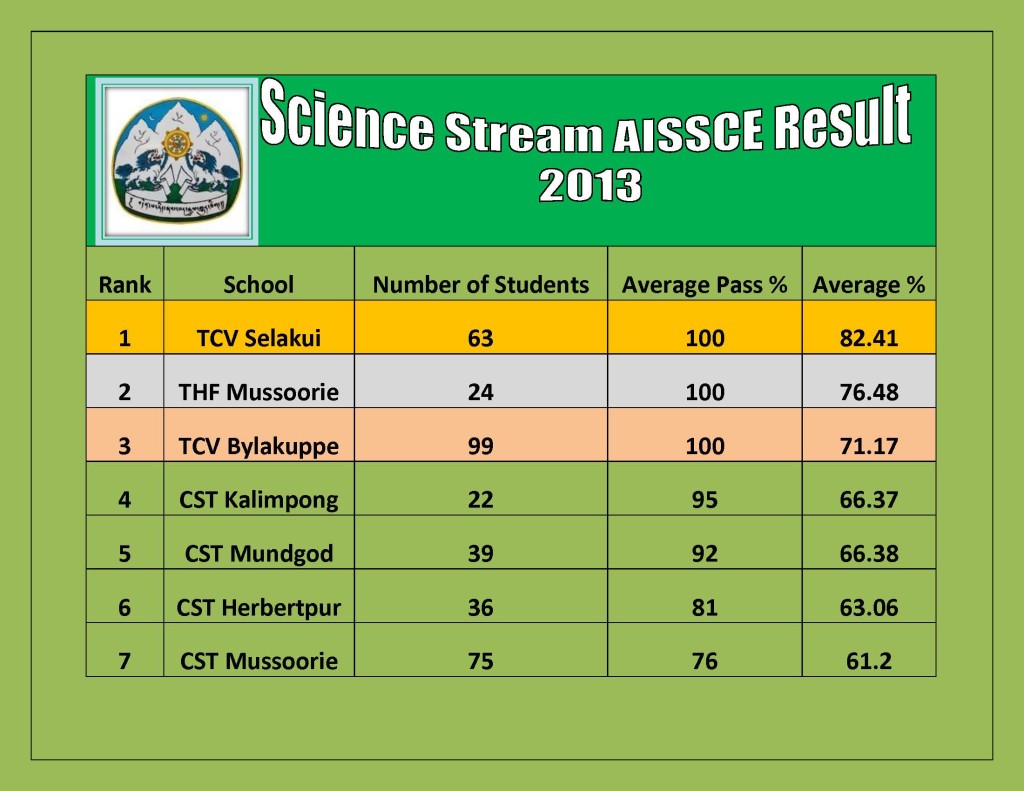 Science Stream AISSCE Result
2013
Rank School Number of Students Average Pass % Average %
1 TCV Selakui 63 100 82.41
2 THF Mussoorie 24 100 76.48
3 TCV Bylakuppe 99 100 71.17
4 CST Kalimpong 22 95 66.37
5 CST Mundgod 39 92 66.38
6 CST Herbertpur 36 81 63.06
7 CST Mussoorie 75 76 61.2